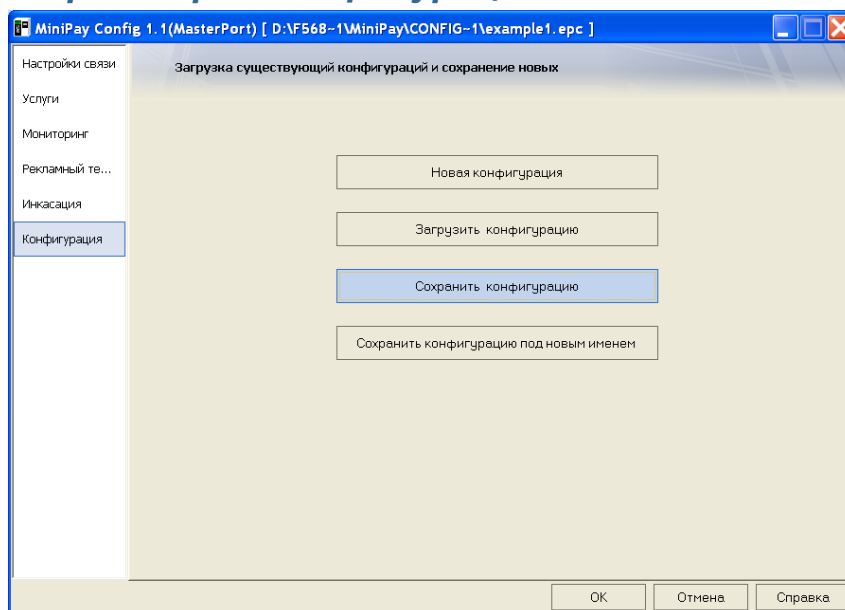 MiniPay Config 1.1(MasterPort) [ D:\F568~1\MiniPay\CONFIG~1\example1.epc ]
Настройки связи
Загрузка существующий конфигураций и сохранение новых
Услуги
Мониторинг
Рекламный те...
Инкасация
Конфигурация
Новая конфигурация
Загрузить конфигурацию
Сохранить конфигурацию
Сохранить конфигурацию под новым именем
OK
Отмена
Справка